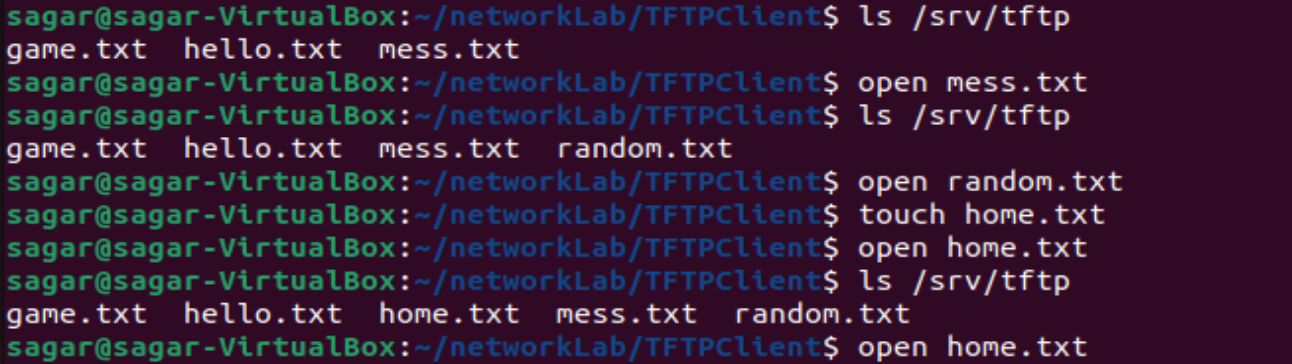 sagar@sagar-VirtualBox:~/networkLab/TFTPClient$ ls /srv/tftp
game.txt  hello.txt  mess.txt
sagar@sagar-VirtualBox:~/networkLab/TFTPClient$ open mess.txt
sagar@sagar-VirtualBox:~/networkLab/TFTPClient$ ls /srv/tftp
game.txt  hello.txt  mess.txt  random.txt
sagar@sagar-VirtualBox:~/networkLab/TFTPClient$ open random.txt
sagar@sagar-VirtualBox:~/networkLab/TFTPClient$ touch home.txt
sagar@sagar-VirtualBox:~/networkLab/TFTPClient$ open home.txt
sagar@sagar-VirtualBox:~/networkLab/TFTPClient$ ls /srv/tftp
game.txt  hello.txt  home.txt  mess.txt  random.txt
sagar@sagar-VirtualBox:~/networkLab/TFTPClient$ open home.txt